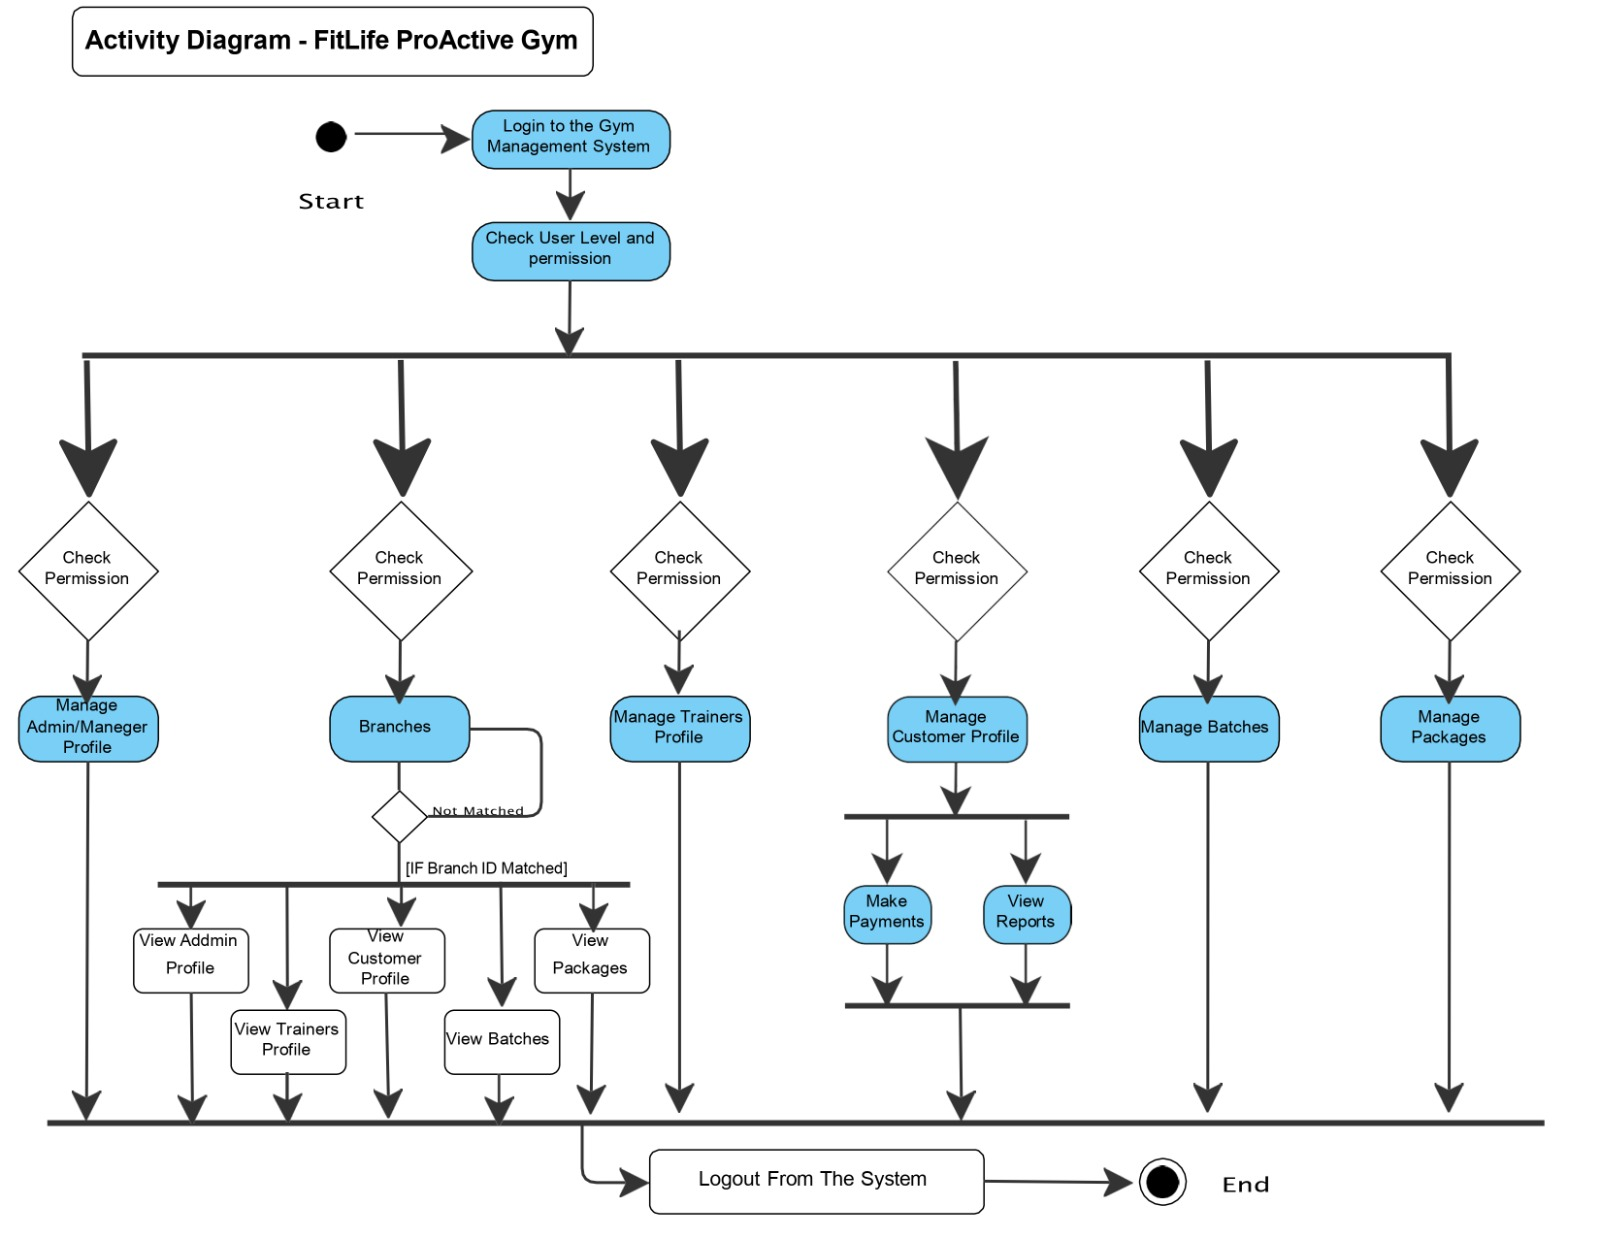 Activity Diagram - FitLife ProActive Gym
Login to the Gym
Management System
Start
Check User Level and
permission
Check
Permission
Check
Permission
Check
Permission
Check
Permission
Check
Permission
Check
Permission
Manage
Admin/Maneger
Profile
Branches
Manage Trainers
Profile
Manage
Customer Profile
Manage Batches
Manage
Packages
Not Matched
[IF Branch ID Matched]
Make
Payments
View
Reports
View Addmin
Profile
View
Customer
Profile
View
Packages
View Trainers
Profile
View Batches
Logout From The System
End